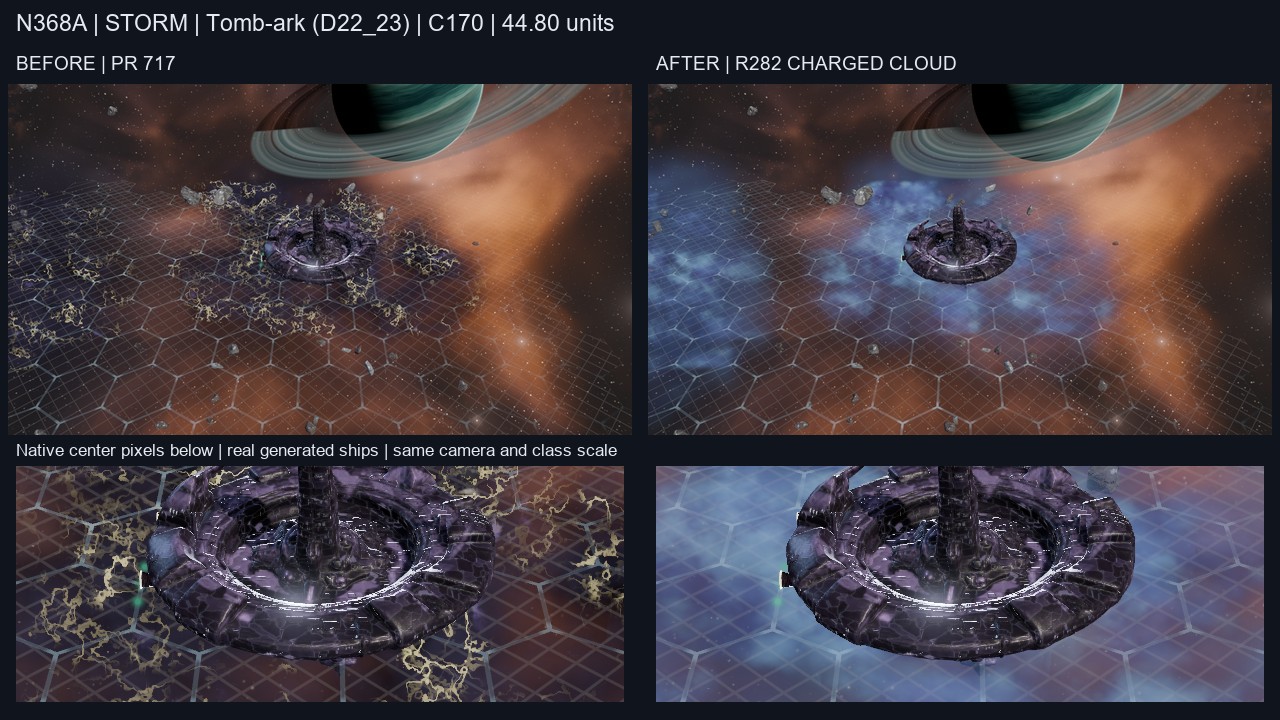 N368A | STORM | Tomb-ark (D22_23) | C170 | 44.80 units
BEFORE | PR 717
AFTER | R282 CHARGED CLOUD
Native center pixels below | real generated ships | same camera and class scale